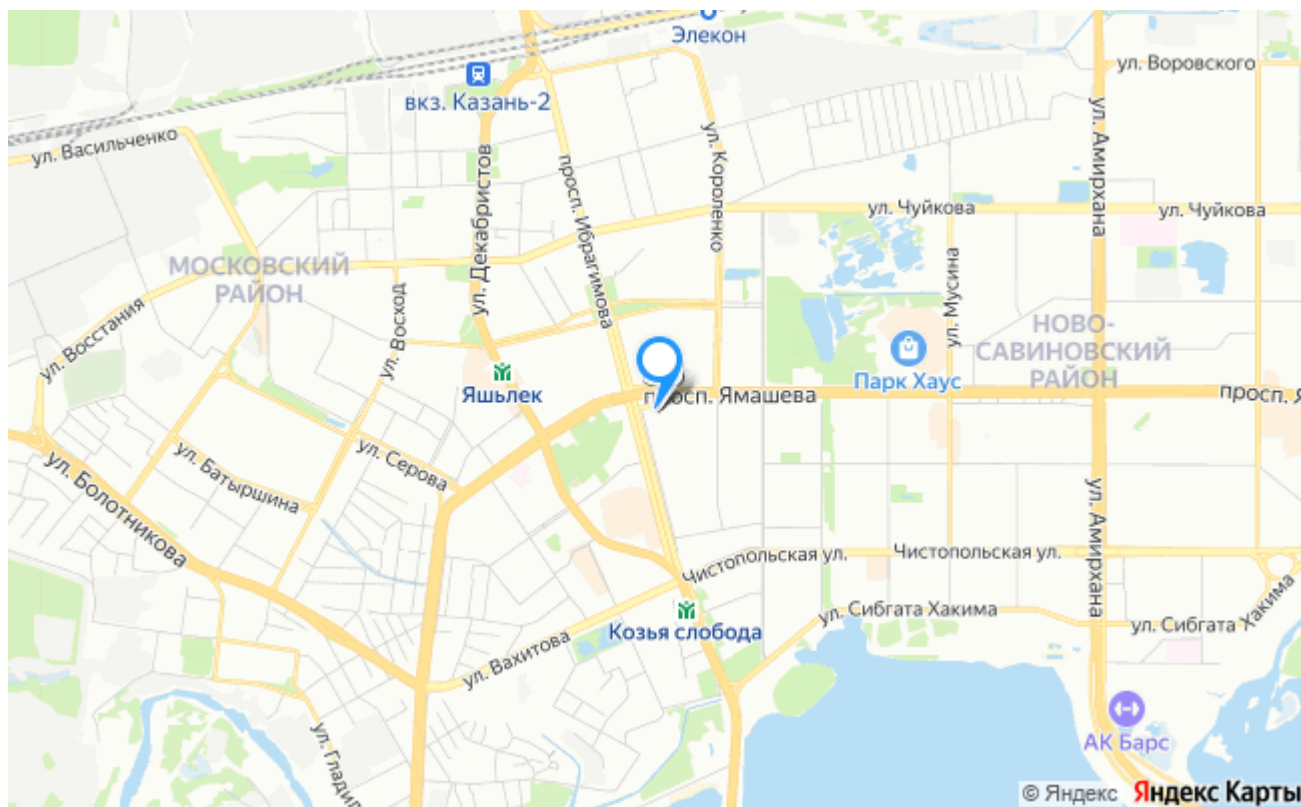 Элекон
ул. Воровского
вкз. Казань-2
ул. Васильченко
ул. Декабристов
просп. Ибрагимова
ул. Короленко
ул. Амирхана
ул. Чуйкова
ул. Чуйкова
МОСКОВСКИЙ
РАЙОН
ул. Восстания
ул. Восход
ул. Мусина
НОВО-
САВИНОВСКИЙ
РАЙОН
Яшьлек
Парк Хаус
просп. Ямашева
просп. Я
ул. Серова
ул. Батыршина
ул. Болотникова
ул. Амирхана
Чистопольская ул.
Чистопольская ул.
ул. Сибгата Хакима
ул. Сибгата Хакима
Козья слобода
ул. Вахитова
ул. Гладил
АК Барс
© Яндекс Яндекс Карты